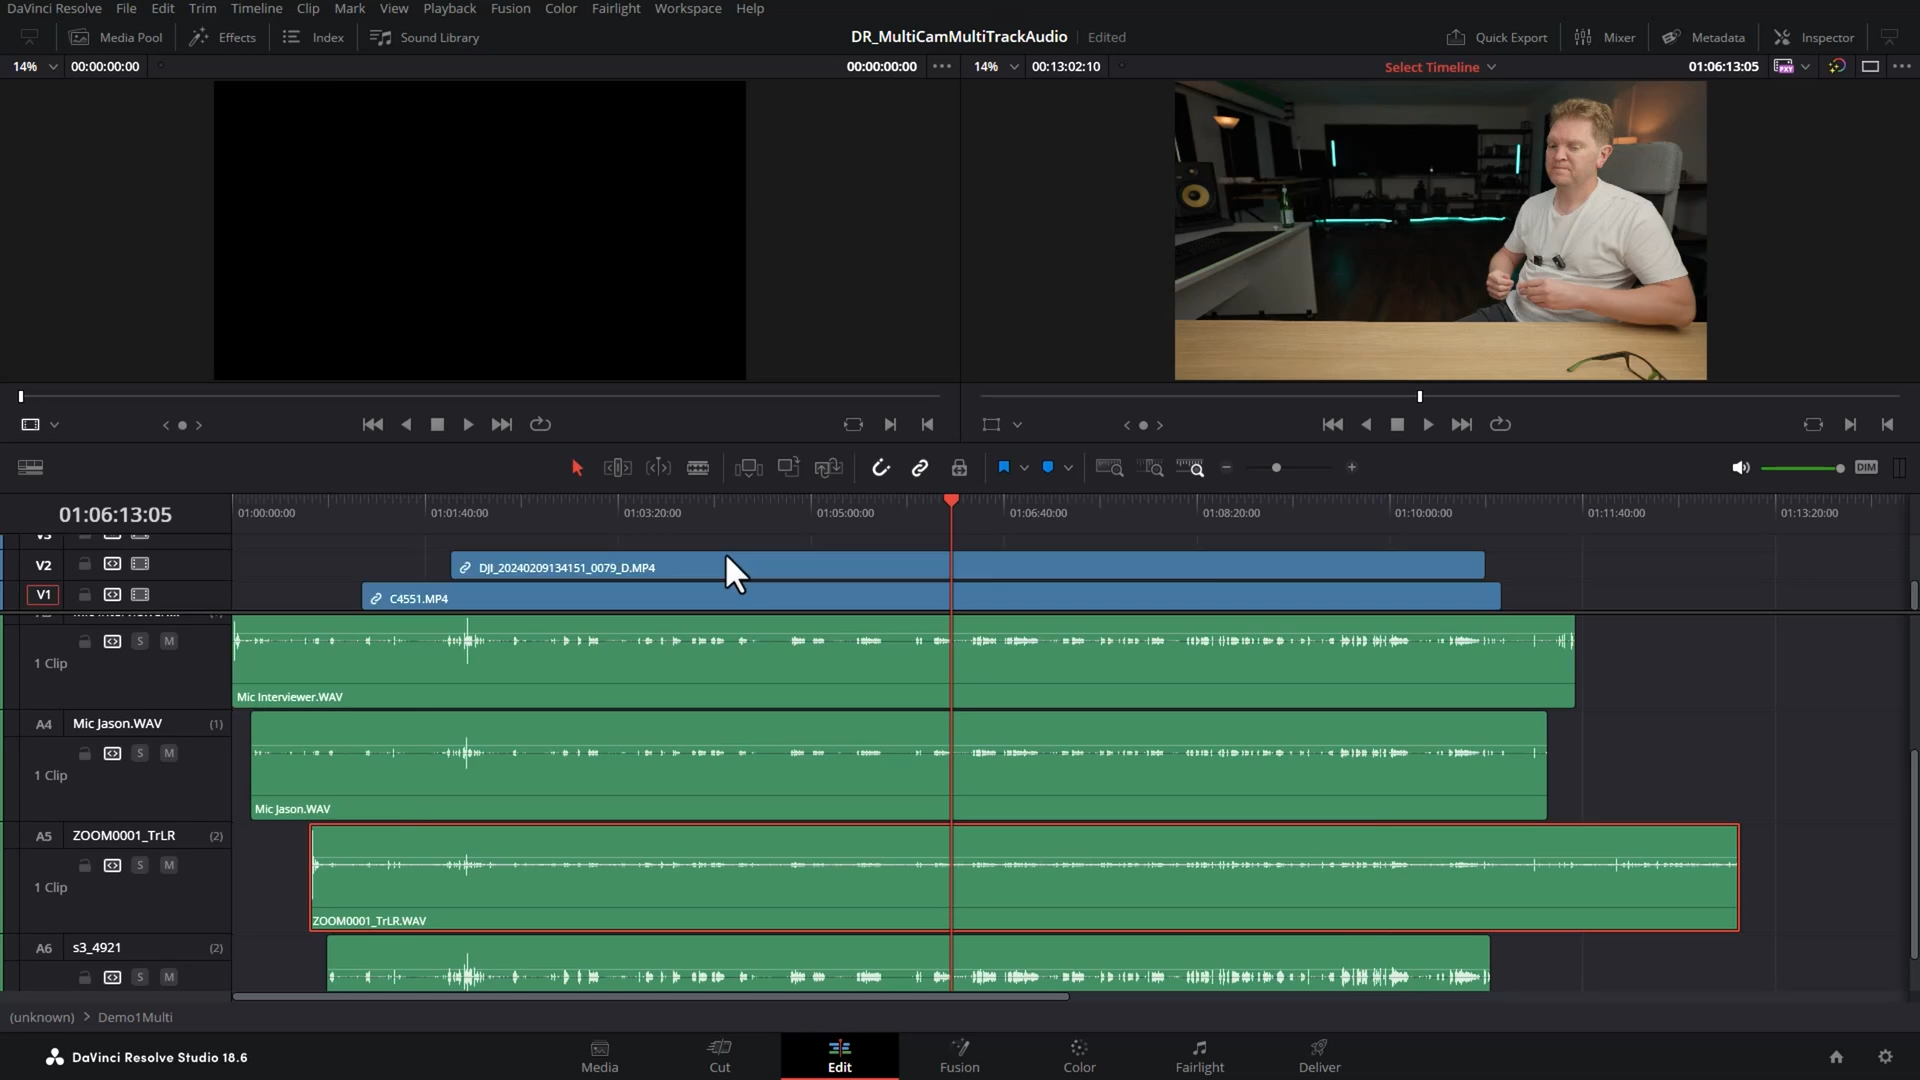 DaVinci Resolve File Edit Trim Timeline Clip Mark View Playback Fusion Color Fairlight Workspace Help
Media Pool Effects Index Sound Library DR_MultiCamMultiTrackAudio Edited Quick Export Mixer Metadata Inspector
14% 00:00:00:00 00:00:00:00 14% 00:13:02:10 Select Timeline 01:06:13:05 PXY
DIM
01:06:13:05 01:00:00:00 01:01:40:00 01:03:20:00 01:05:00:00 01:06:40:00 01:08:20:00 01:10:00:00 01:11:40:00 01:13:20:00
V2 DJI_20240209134151_0079_D.MP4
V1 C4551.MP4
S M
1 Clip
Mic Interviewer.WAV
A4 Mic Jason.WAV (1)
S M
1 Clip
Mic Jason.WAV
A5 ZOOM0001_TrLR (2)
S M
1 Clip
ZOOM0001_TrLR.WAV
A6 s3_4921 (2)
S M
(unknown) > Demo1Multi
DaVinci Resolve Studio 18.6 Media Cut Edit Fusion Color Fairlight Deliver